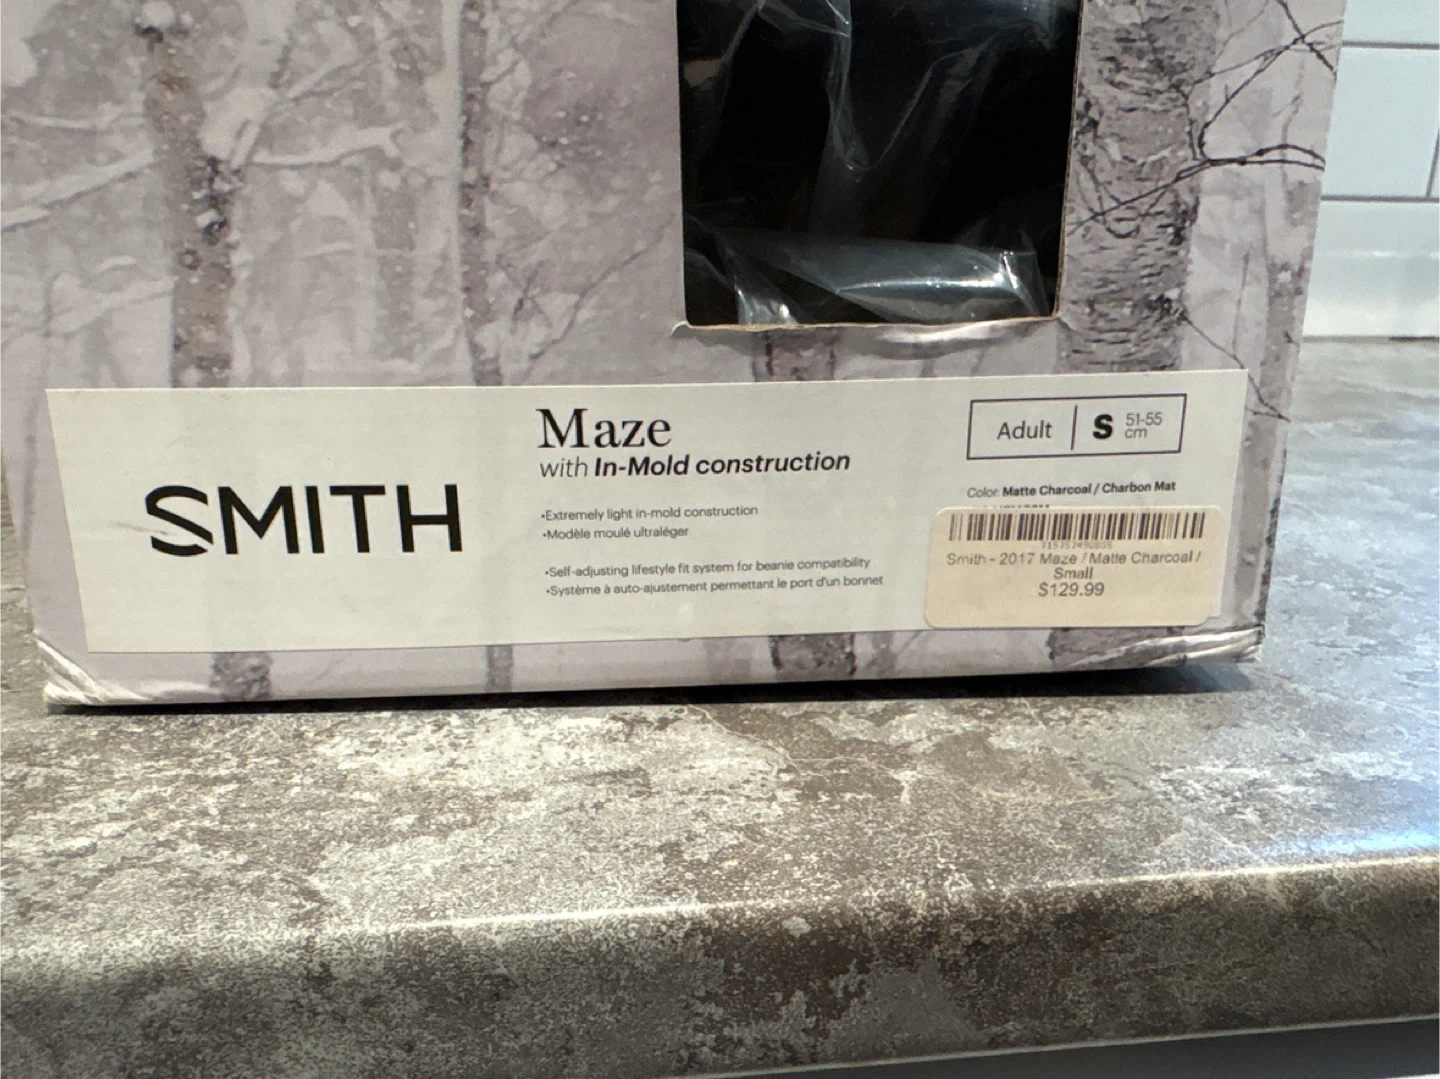 SMITH
Maze
with In-Mold construction
•Extremely light in-mold construction
•Modèle moulé ultraléger
•Self-adjusting lifestyle fit system for beanie compatibility
•Système à auto-ajustement permettant le port d'un bonnet
Adult S 51-55 cm
Color: Matte Charcoal / Charbon Mat
Smith - 2017 Maze / Matte Charcoal /
Small
$129.99